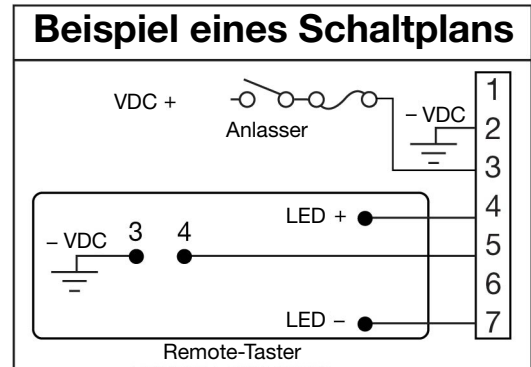 Beispiel eines Schaltplans
VDC +
Anlasser
– VDC
1
2
3
4
5
6
7
LED +
– VDC
3 4
LED –
Remote-Taster